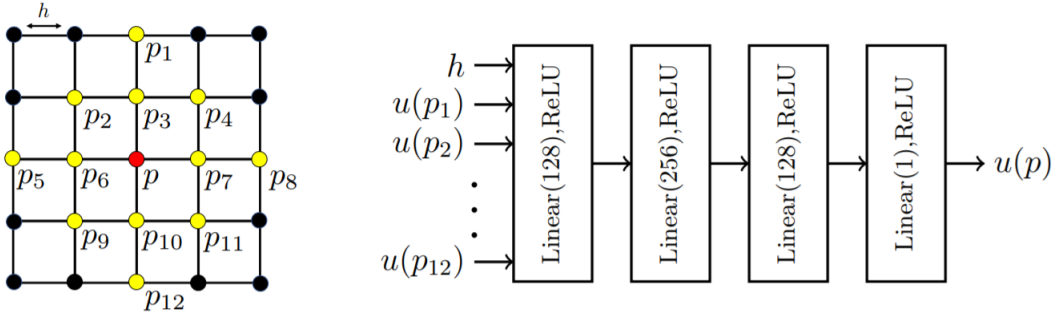 h
p₁
p₂ p₃ p₄
p₅ p₆ p p₇ p₈
p₉ p₁₀ p₁₁
p₁₂
h
u(p₁)
u(p₂)
u(p₁₂)
Linear(128),ReLU
Linear(256),ReLU
Linear(128),ReLU
Linear(1),ReLU
u(p)